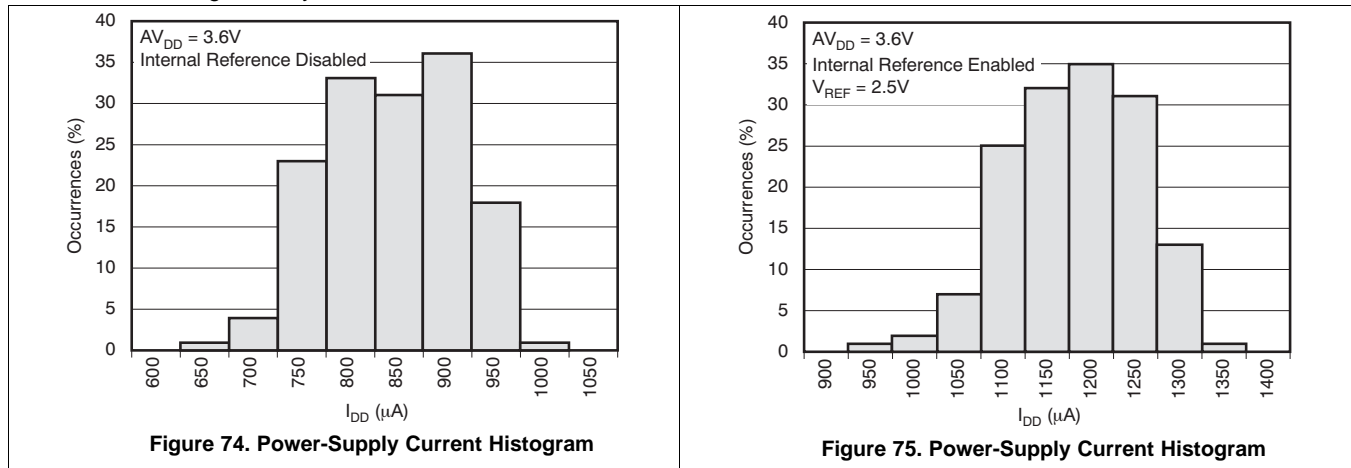 AV_DD = 3.6V
Internal Reference Disabled
Occurrences (%)
40
35
30
25
20
15
10
5
0
600 650 700 750 800 850 900 950 1000 1050
I_DD (μA)
Figure 74. Power-Supply Current Histogram
AV_DD = 3.6V
Internal Reference Enabled
V_REF = 2.5V
Occurrences (%)
40
35
30
25
20
15
10
5
0
900 950 1000 1050 1100 1150 1200 1250 1300 1350 1400
I_DD (μA)
Figure 75. Power-Supply Current Histogram